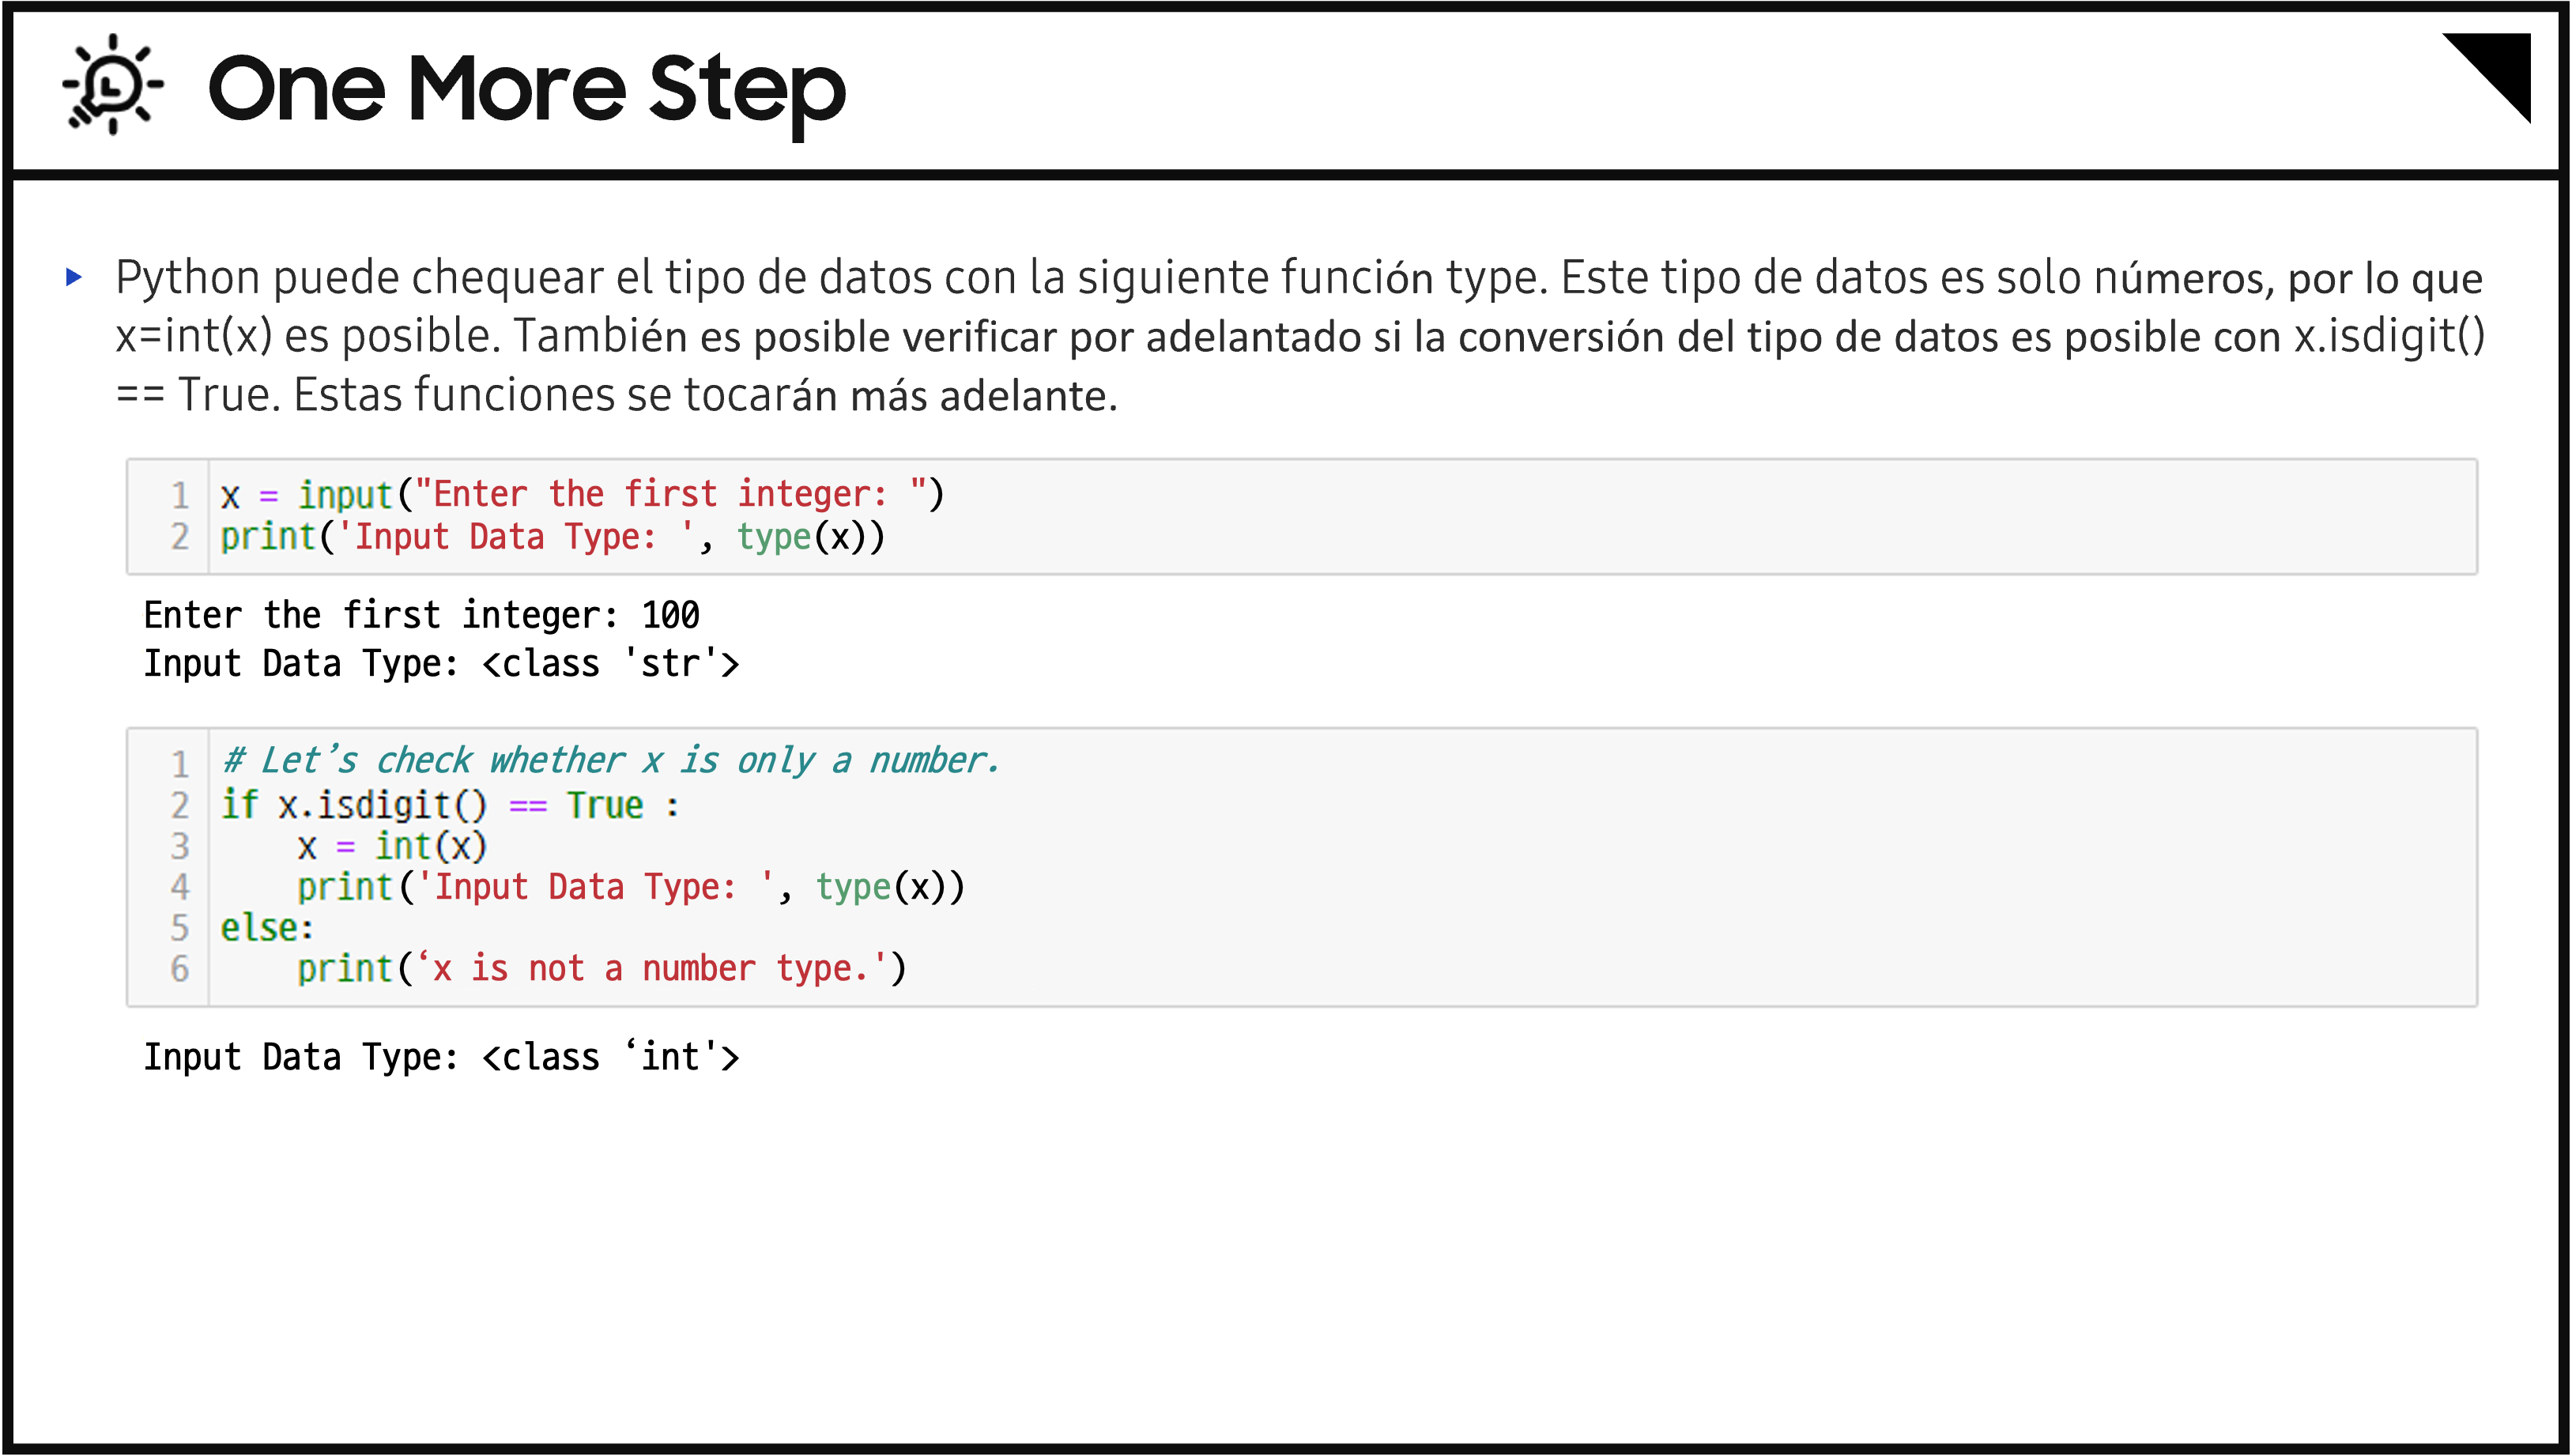 One More Step
Python puede chequear el tipo de datos con la siguiente función type. Este tipo de datos es solo números, por lo que
x=int(x) es posible. También es posible verificar por adelantado si la conversión del tipo de datos es posible con x.isdigit()
== True. Estas funciones se tocarán más adelante.
1 x = input("Enter the first integer: ")
2 print('Input Data Type: ', type(x))
Enter the first integer: 100
Input Data Type: <class 'str'>
1 # Let’s check whether x is only a number.
2 if x.isdigit() == True :
3     x = int(x)
4     print('Input Data Type: ', type(x))
5 else:
6     print(‘x is not a number type.')
Input Data Type: <class ‘int'>